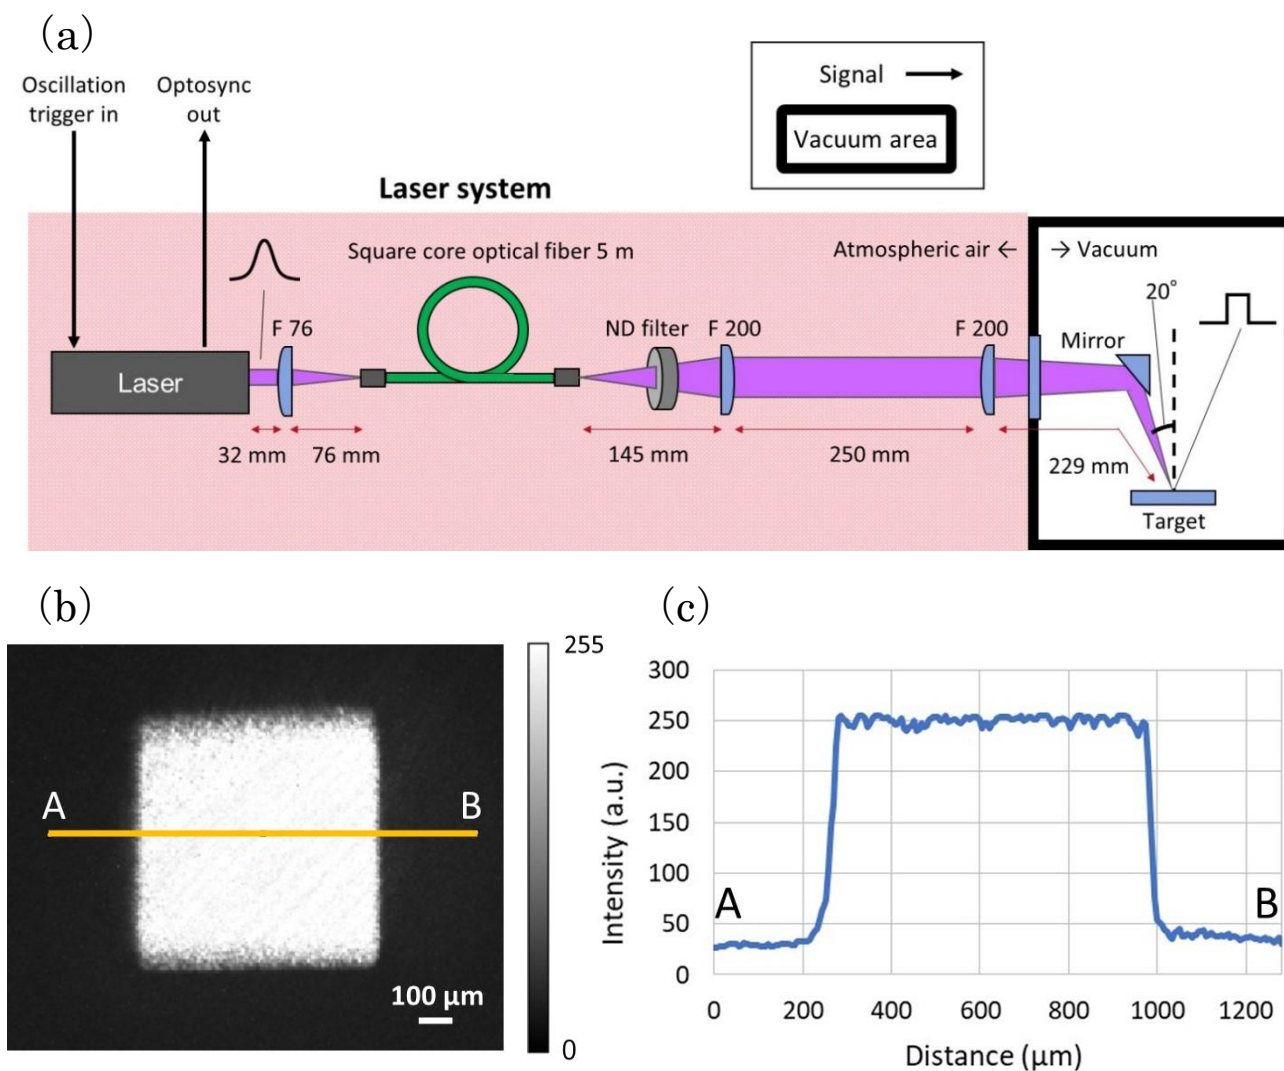 (a)
Oscillation
trigger in
Optosync
out
Signal
Vacuum area
Laser system
Square core optical fiber 5 m
Atmospheric air ←
→ Vacuum
20°
F 76
ND filter
F 200
F 200
Mirror
Laser
32 mm
76 mm
145 mm
250 mm
229 mm
Target
(b)
255
A
B
100 μm
0
(c)
300
250
200
150
100
50
0
Intensity (a.u.)
A
B
0
200
400
600
800
1000
1200
Distance (μm)